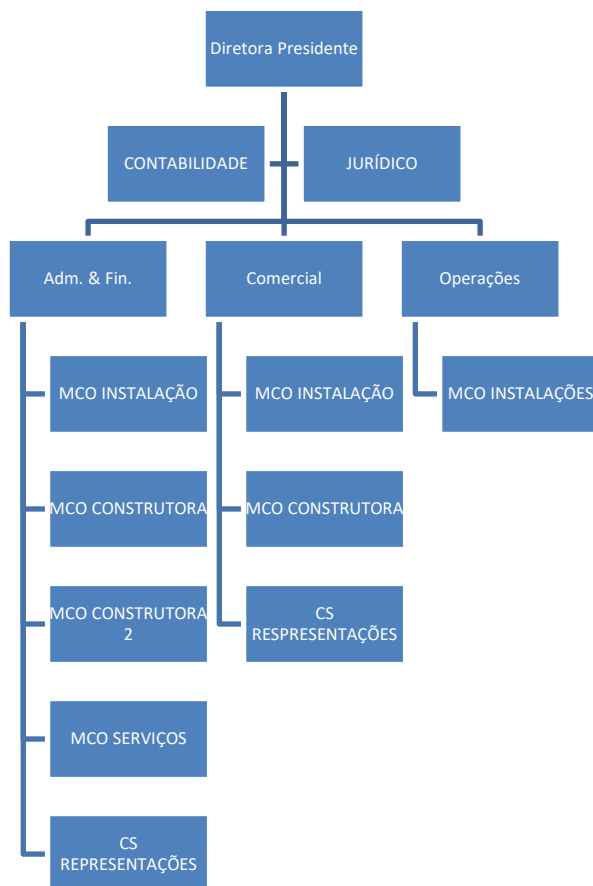 Diretora Presidente
CONTABILIDADE
JURÍDICO
Adm. & Fin.
Comercial
Operações
MCO INSTALAÇÃO
MCO INSTALAÇÃO
MCO INSTALAÇÕES
MCO CONSTRUTORA
MCO CONSTRUTORA
MCO CONSTRUTORA
2
CS
RESPRESENTAÇÕES
MCO SERVIÇOS
CS
REPRESENTAÇÕES